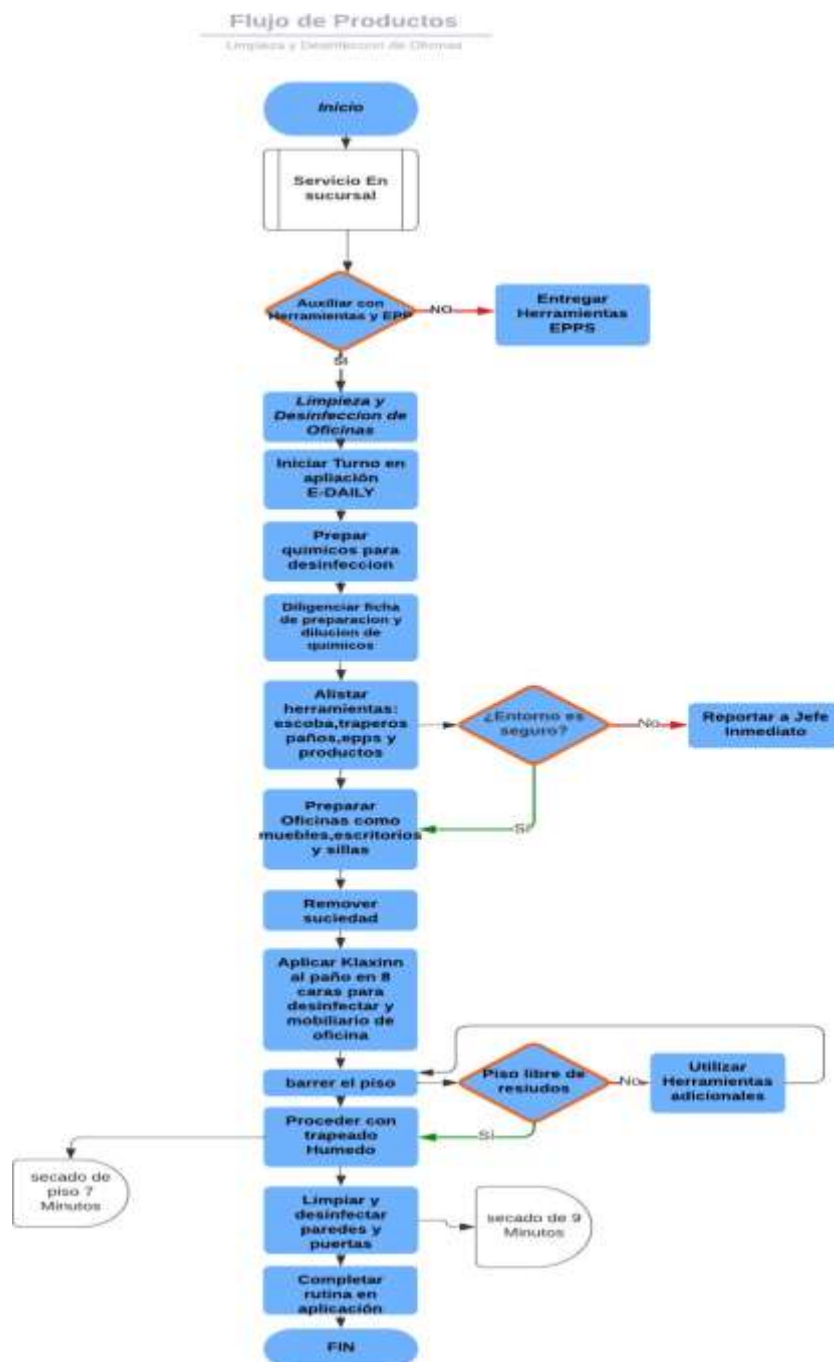 Flujo de Productos
Limpieza y Desinfeccion de Oficinas
Inicio
Servicio En
sucursal
Auxiliar con
Herramientas y EPP
NO
Entregar
Herramientas
EPPS
SI
Limpieza y
Desinfeccion de
Oficinas
Iniciar Turno en
apliación
E-DAILY
Prepar
quimicos para
desinfeccion
Diligenciar ficha
de preparacion y
dilucion de
quimicos
Alistar
herramientas:
escoba,traperos
paños,epps y
productos
¿Entorno es
seguro?
No
Reportar a Jefe
Inmediato
Si
Preparar
Oficinas como
muebles,escritorios
y sillas
Remover
suciedad
Aplicar Klaxinn
al paño en 8
caras para
desinfectar y
mobiliario de
oficina
barrer el piso
Piso libre de
resiudos
No
Utilizar
Herramientas
adicionales
Si
Proceder con
trapeado
Humedo
secado de
piso 7
Minutos
Limpiar y
desinfectar
paredes y
puertas
secado de 9
Minutos
Completar
rutina en
aplicación
FIN